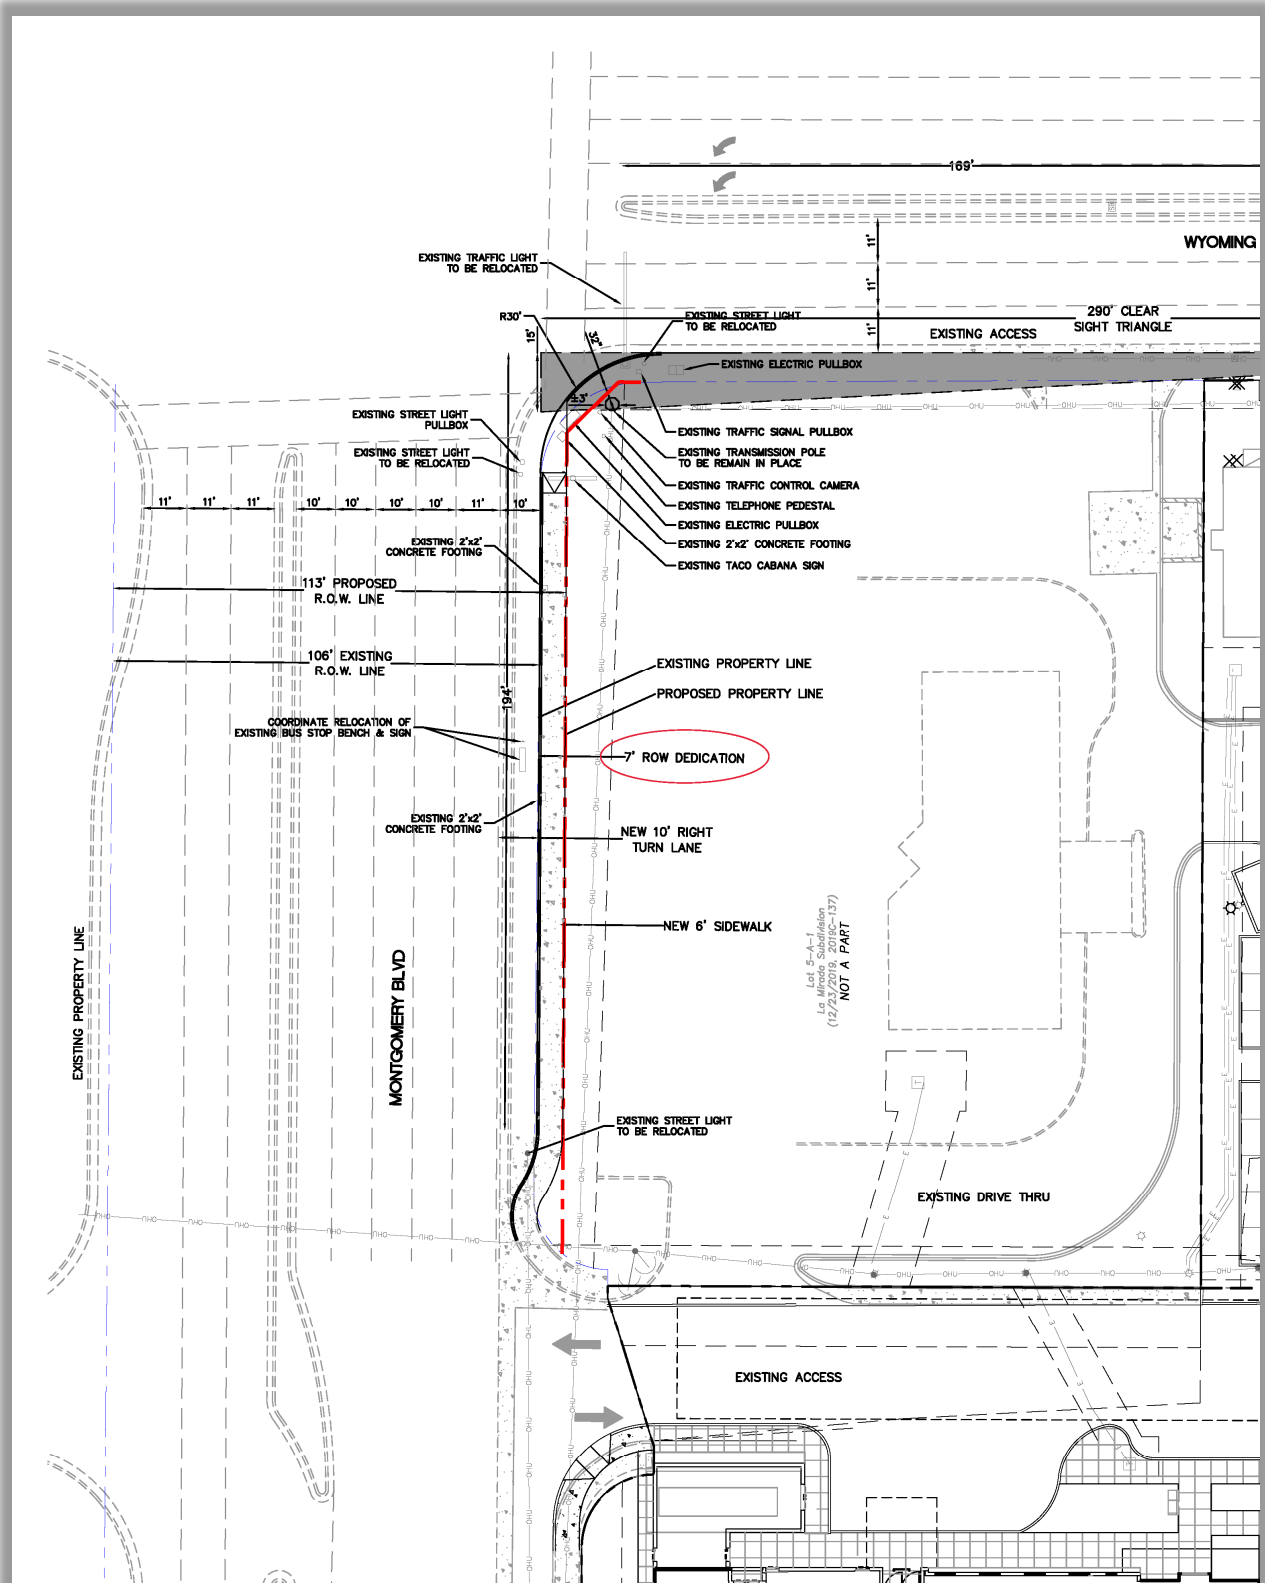 169'
WYOMING
11'
11'
11'
EXISTING TRAFFIC LIGHT
TO BE RELOCATED
290' CLEAR
SIGHT TRIANGLE
R30'
EXISTING STREET LIGHT
TO BE RELOCATED
EXISTING ACCESS
15'
32'
EXISTING ELECTRIC PULLBOX
±3'
EXISTING STREET LIGHT
PULLBOX
EXISTING TRAFFIC SIGNAL PULLBOX
EXISTING STREET LIGHT
TO BE RELOCATED
EXISTING TRANSMISSION POLE
TO BE REMAIN IN PLACE
EXISTING TRAFFIC CONTROL CAMERA
11' 11' 11' 10' 10' 10' 10' 11' 10'
EXISTING TELEPHONE PEDESTAL
EXISTING ELECTRIC PULLBOX
EXISTING 2'x2' CONCRETE FOOTING
EXISTING 2'x2'
CONCRETE FOOTING
EXISTING TACO CABANA SIGN
113' PROPOSED
R.O.W. LINE
106' EXISTING
R.O.W. LINE
EXISTING PROPERTY LINE
PROPOSED PROPERTY LINE
194'
COORDINATE RELOCATION OF
EXISTING BUS STOP BENCH & SIGN
7' ROW DEDICATION
EXISTING 2'x2'
CONCRETE FOOTING
NEW 10' RIGHT
TURN LANE
NEW 6' SIDEWALK
Lot 5-A-1
La Mirada Subdivision
(12/23/2019, 2019C-137)
NOT A PART
EXISTING PROPERTY LINE
MONTGOMERY BLVD
EXISTING STREET LIGHT
TO BE RELOCATED
EXISTING DRIVE THRU
EXISTING ACCESS